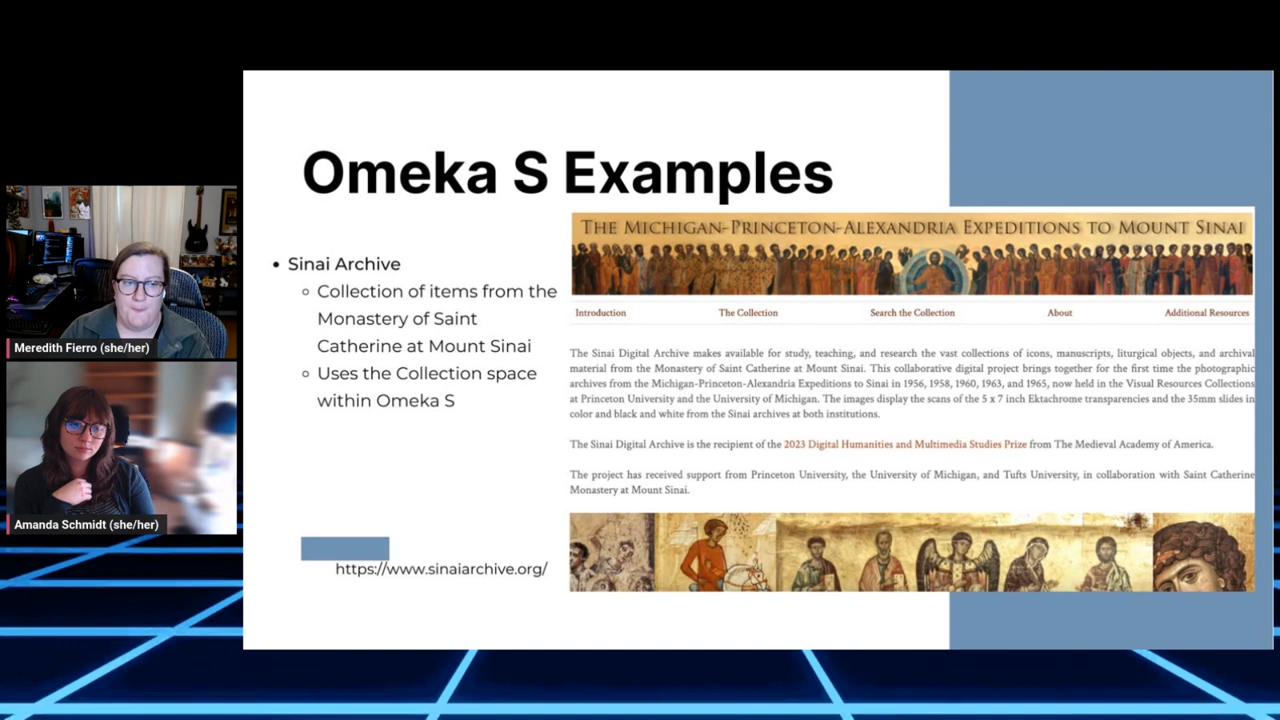 Omeka S Examples
• Sinai Archive
○ Collection of items from the
Monastery of Saint
Catherine at Mount Sinai
○ Uses the Collection space
within Omeka S
https://www.sinaiarchive.org/
THE MICHIGAN-PRINCETON-ALEXANDRIA EXPEDITIONS TO MOUNT SINAI
Introduction The Collection Search the Collection About Additional Resources
The Sinai Digital Archive makes available for study, teaching, and research the vast collections of icons, manuscripts, liturgical objects, and archival
material from the Monastery of Saint Catherine at Mount Sinai. This collaborative digital project brings together for the first time the photographic
archives from the Michigan-Princeton-Alexandria Expeditions to Sinai in 1956, 1958, 1960, 1963, and 1965, now held in the Visual Resources Collections
at Princeton University and the University of Michigan. The images display the scans of the 5 x 7 inch Ektachrome transparencies and the 35mm slides in
color and black and white from the Sinai archives at both institutions.
The Sinai Digital Archive is the recipient of the 2023 Digital Humanities and Multimedia Studies Prize from The Medieval Academy of America.
The project has received support from Princeton University, the University of Michigan, and Tufts University, in collaboration with Saint Catherine
Monastery at Mount Sinai.
Meredith Fierro (she/her)
Amanda Schmidt (she/her)